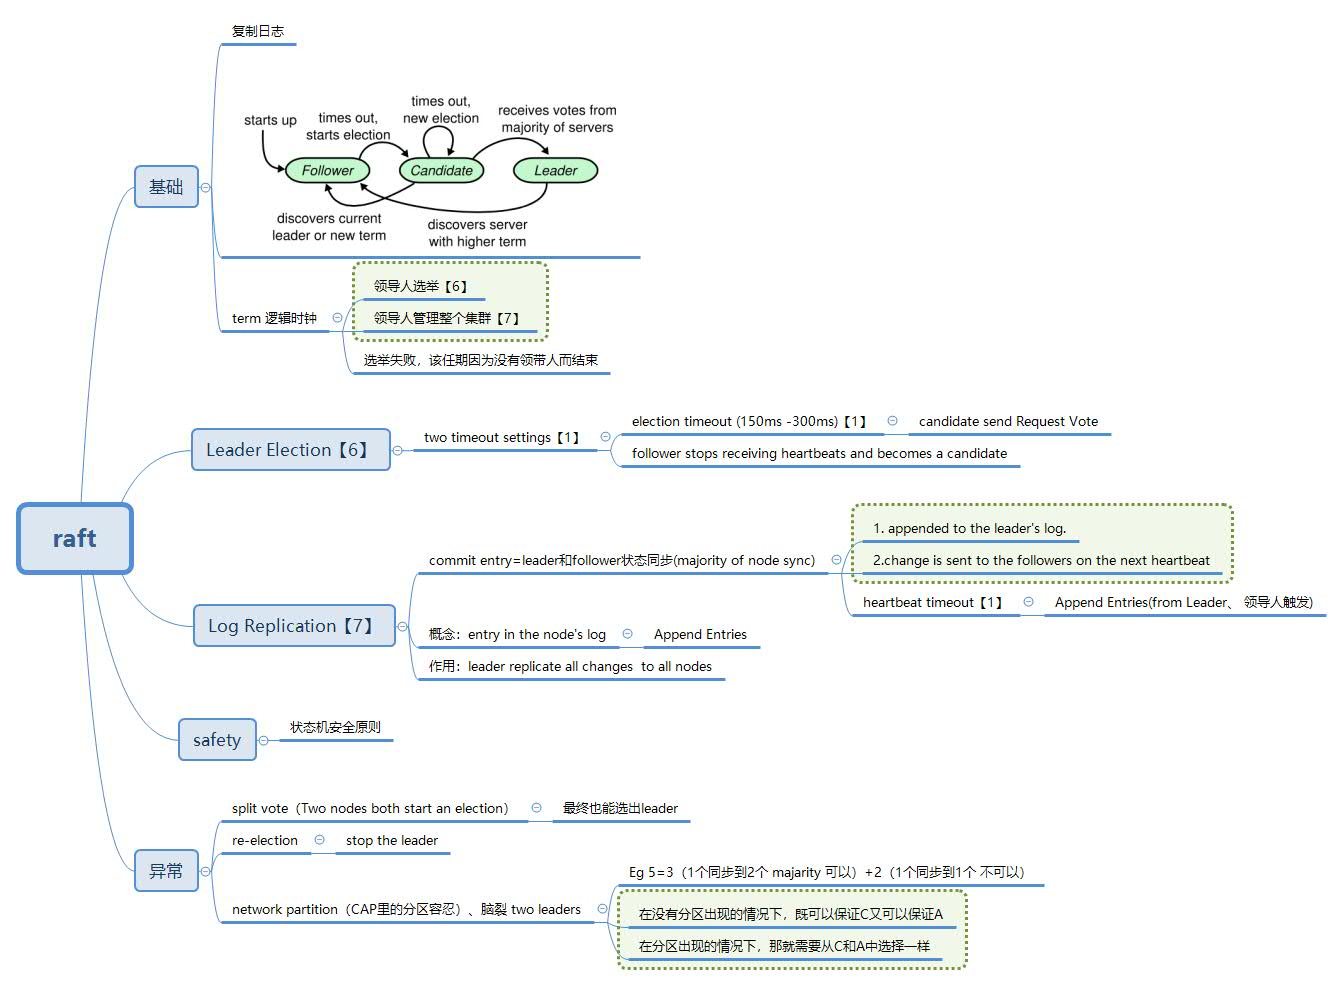 复制日志
starts up
times out,
starts election
times out,
new election
receives votes from
majority of servers
Follower
Candidate
Leader
discovers current
leader or new term
discovers server
with higher term
基础
term 逻辑时钟
领导人选举【6】
领导人管理整个集群【7】
选举失败，该任期因为没有领带人而结束
Leader Election【6】
two timeout settings【1】
election timeout (150ms -300ms)【1】
candidate send Request Vote
follower stops receiving heartbeats and becomes a candidate
raft
Log Replication【7】
commit entry=leader和follower状态同步(majority of node sync)
1. appended to the leader's log.
2.change is sent to the followers on the next heartbeat
heartbeat timeout【1】
Append Entries(from Leader、 领导人触发)
概念：entry in the node's log
Append Entries
作用：leader replicate all changes  to all nodes
safety
状态机安全原则
异常
split vote（Two nodes both start an election）
最终也能选出leader
re-election
stop the leader
network partition（CAP里的分区容忍）、脑裂 two leaders
Eg 5=3（1个同步到2个 majarity 可以）+2（1个同步到1个 不可以）
在没有分区出现的情况下，既可以保证C又可以保证A
在分区出现的情况下，那就需要从C和A中选择一样